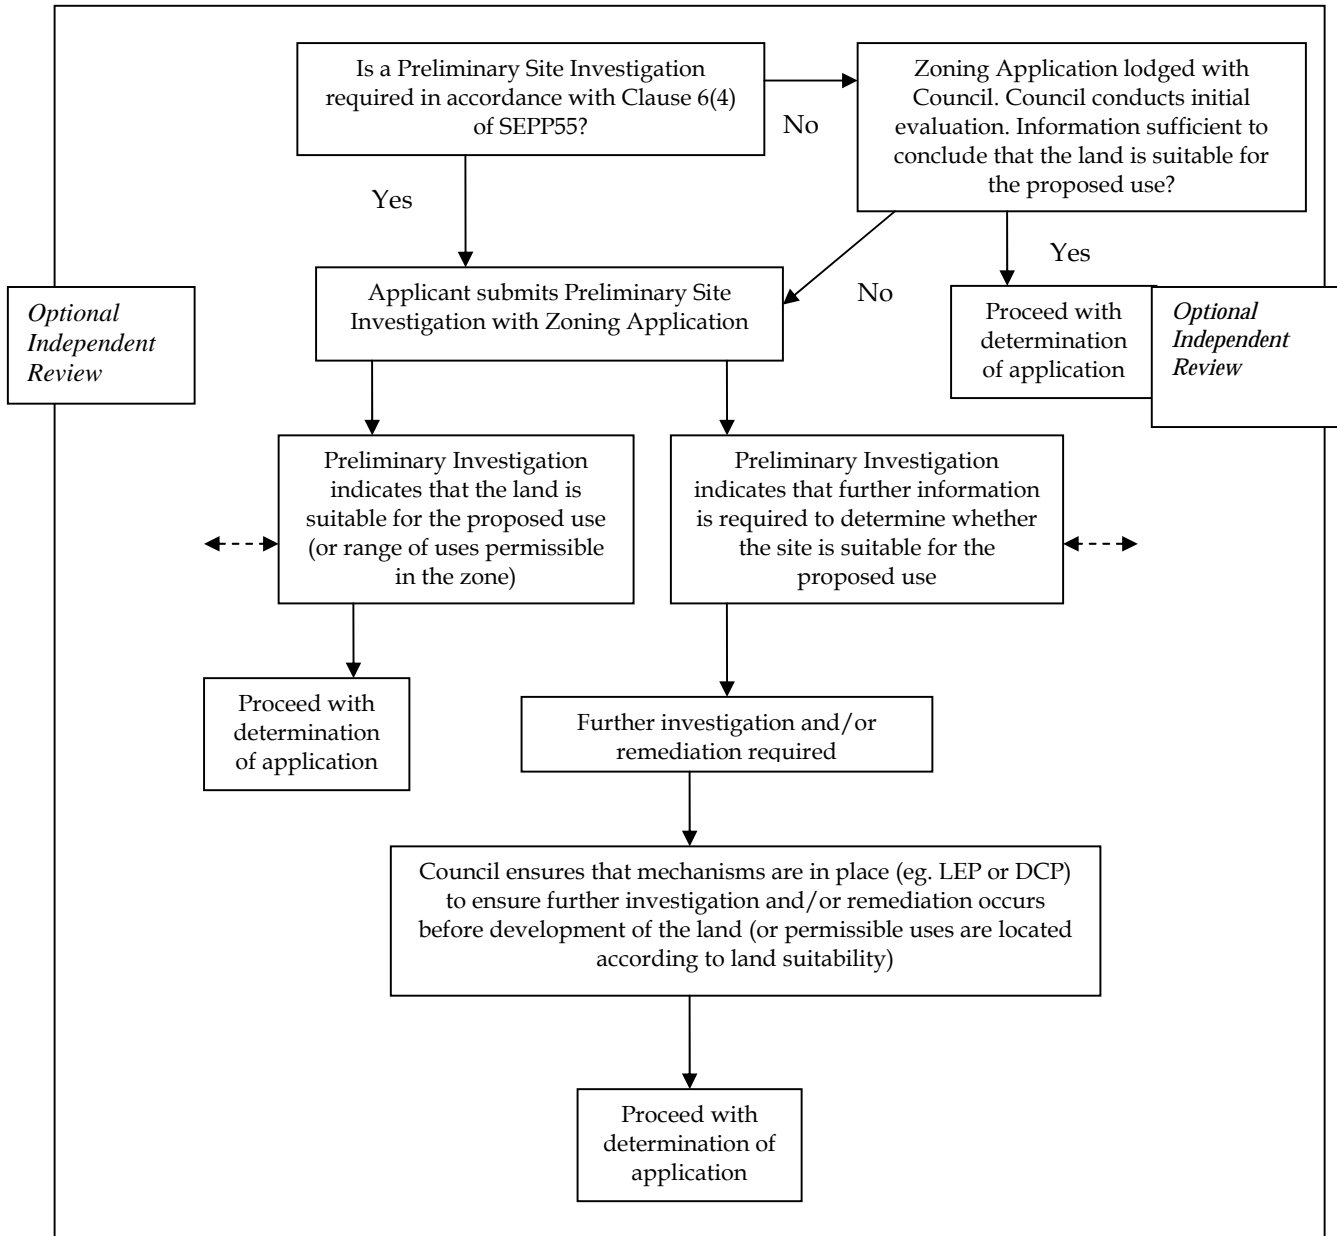 Is a Preliminary Site Investigation
required in accordance with Clause 6(4)
of SEPP55?
No
Zoning Application lodged with
Council. Council conducts initial
evaluation. Information sufficient to
conclude that the land is suitable for
the proposed use?
Yes
Yes
No
Applicant submits Preliminary Site
Investigation with Zoning Application
Proceed with
determination
of application
Optional
Independent
Review
Optional
Independent
Review
Preliminary Investigation
indicates that the land is
suitable for the proposed use
(or range of uses permissible
in the zone)
Preliminary Investigation
indicates that further information
is required to determine whether
the site is suitable for the
proposed use
Proceed with
determination
of application
Further investigation and/or
remediation required
Council ensures that mechanisms are in place (eg. LEP or DCP)
to ensure further investigation and/or remediation occurs
before development of the land (or permissible uses are located
according to land suitability)
Proceed with
determination of
application